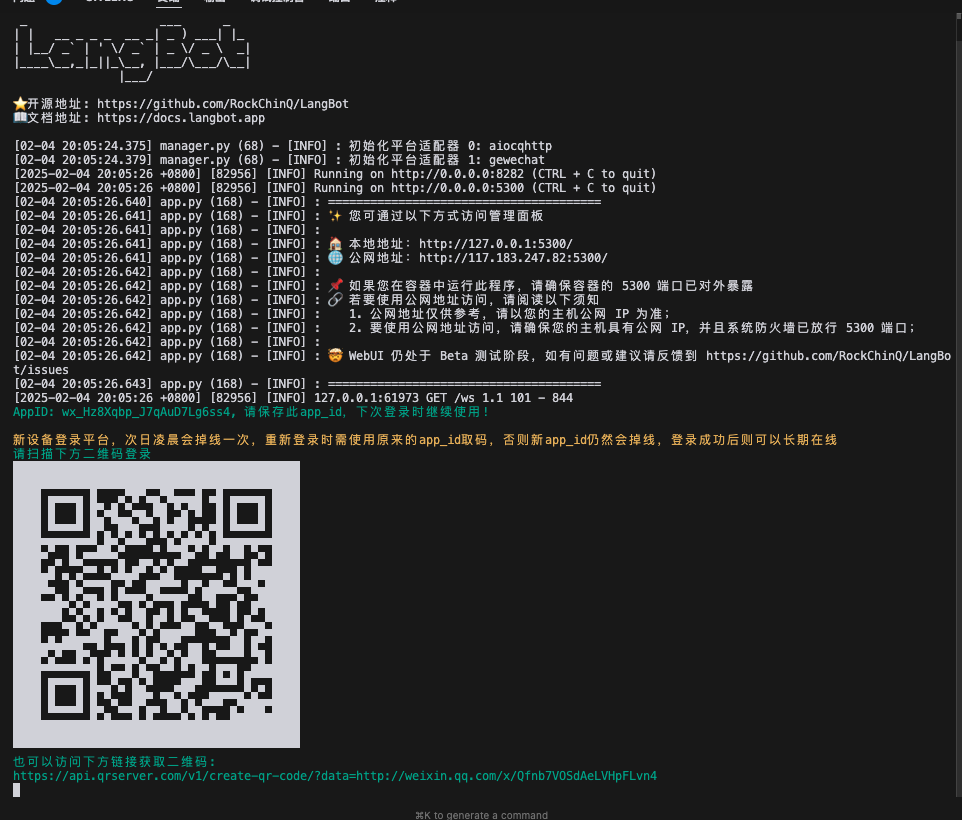 ⭐️开源地址: https://github.com/RockChinQ/LangBot
📖文档地址: https://docs.langbot.app
[02-04 20:05:24.375] manager.py (68) - [INFO] : 初始化平台适配器 0: aiocqhttp
[02-04 20:05:24.379] manager.py (68) - [INFO] : 初始化平台适配器 1: gewechat
[2025-02-04 20:05:26 +0800] [82956] [INFO] Running on http://0.0.0.0:8282 (CTRL + C to quit)
[2025-02-04 20:05:26 +0800] [82956] [INFO] Running on http://0.0.0.0:5300 (CTRL + C to quit)
[02-04 20:05:26.640] app.py (168) - [INFO] : =======================================
[02-04 20:05:26.641] app.py (168) - [INFO] : ✨ 您可通过以下方式访问管理面板
[02-04 20:05:26.641] app.py (168) - [INFO] :
[02-04 20:05:26.641] app.py (168) - [INFO] : 🏠 本地地址: http://127.0.0.1:5300/
[02-04 20:05:26.641] app.py (168) - [INFO] : 🌐 公网地址: http://117.183.247.82:5300/
[02-04 20:05:26.642] app.py (168) - [INFO] :
[02-04 20:05:26.642] app.py (168) - [INFO] : 📌 如果您在容器中运行此程序，请确保容器的 5300 端口已对外暴露
[02-04 20:05:26.642] app.py (168) - [INFO] : 🔗 若要使用公网地址访问，请阅读以下须知
[02-04 20:05:26.642] app.py (168) - [INFO] :    1. 公网地址仅供参考，请以您的主机公网 IP 为准；
[02-04 20:05:26.642] app.py (168) - [INFO] :    2. 要使用公网地址访问，请确保您的主机具有公网 IP，并且系统防火墙已放行 5300 端口；
[02-04 20:05:26.642] app.py (168) - [INFO] :
[02-04 20:05:26.642] app.py (168) - [INFO] : 🤯 WebUI 仍处于 Beta 测试阶段，如有问题或建议请反馈到 https://github.com/RockChinQ/LangBo
t/issues
[02-04 20:05:26.643] app.py (168) - [INFO] : =======================================
[2025-02-04 20:05:26 +0800] [82956] [INFO] 127.0.0.1:61973 GET /ws 1.1 101 - 844
AppID: wx_Hz8Xqbp_J7qAuD7Lg6ss4, 请保存此app_id，下次登录时继续使用！
新设备登录平台，次日凌晨会掉线一次，重新登录时需使用原来的app_id取码，否则新app_id仍然会掉线，登录成功后则可以长期在线
请扫描下方二维码登录
也可以访问下方链接获取二维码:
https://api.qrserver.com/v1/create-qr-code/?data=http://weixin.qq.com/x/Qfnb7VOSdAeLVHpFLvn4
⌘K to generate a command